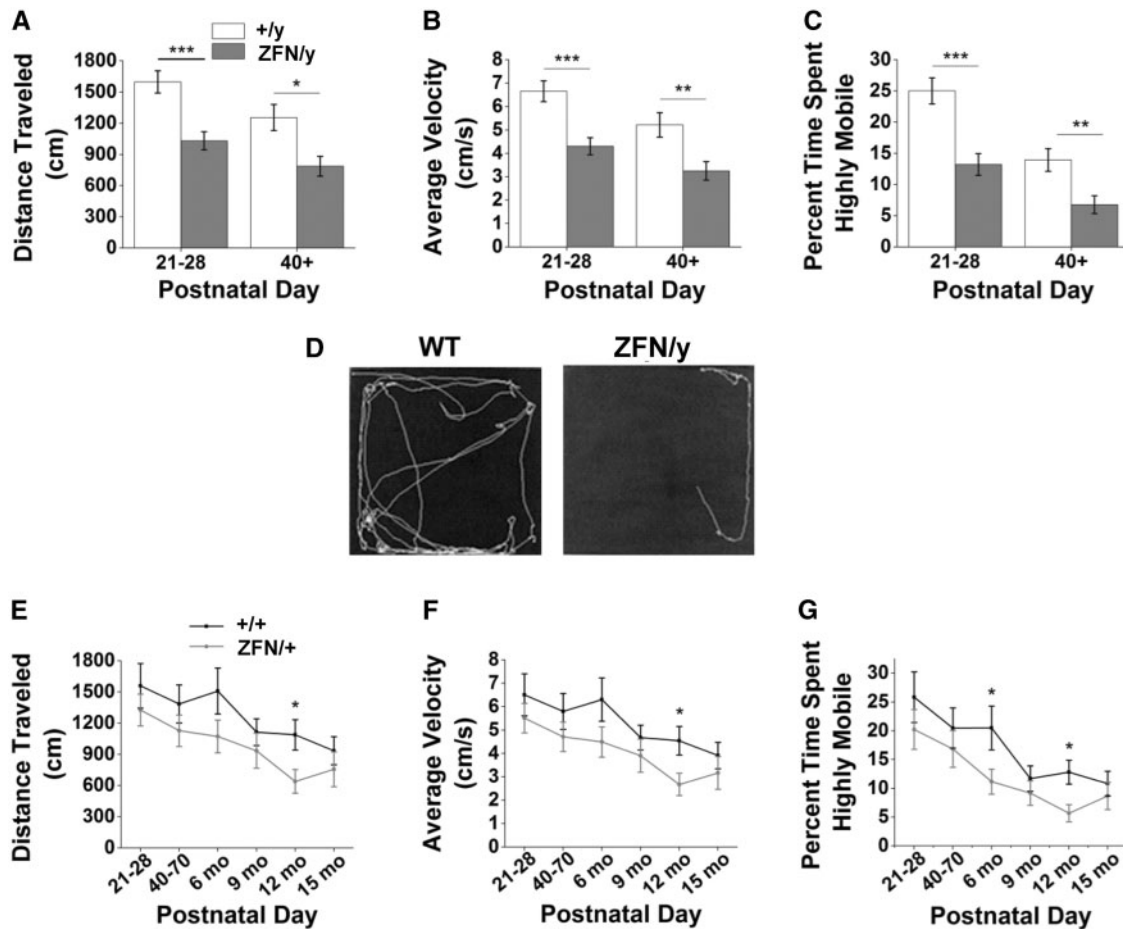 A
+/y
ZFN/y
Distance Traveled
(cm)
1800
1500
1200
900
600
300
0
***
*
21-28
40+
Postnatal Day
B
Average Velocity
(cm/s)
8
7
6
5
4
3
2
1
0
***
**
21-28
40+
Postnatal Day
C
Percent Time Spent
Highly Mobile
30
25
20
15
10
5
0
***
**
21-28
40+
Postnatal Day
D
WT
ZFN/y
E
+/+
ZFN/+
Distance Traveled
(cm)
1800
1500
1200
900
600
300
0
*
21-28
40-70
6 mo
9 mo
12 mo
15 mo
Postnatal Day
F
Average Velocity
(cm/s)
8
7
6
5
4
3
2
1
0
*
21-28
40-70
6 mo
9 mo
12 mo
15 mo
Postnatal Day
G
Percent Time Spent
Highly Mobile
30
25
20
15
10
5
0
*
*
21-28
40-70
6 mo
9 mo
12 mo
15 mo
Postnatal Day